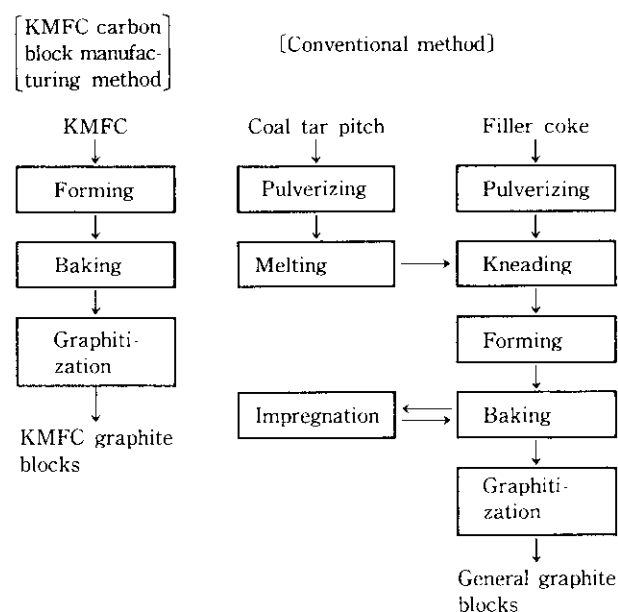 [KMFC carbon
block manufac-
turing method]
[Conventional method]
KMFC
Forming
Baking
Graphiti-
zation
KMFC graphite
blocks
Coal tar pitch
Pulverizing
Melting
Impregnation
Filler coke
Pulverizing
Kneading
Forming
Baking
Graphiti-
zation
General graphite
blocks